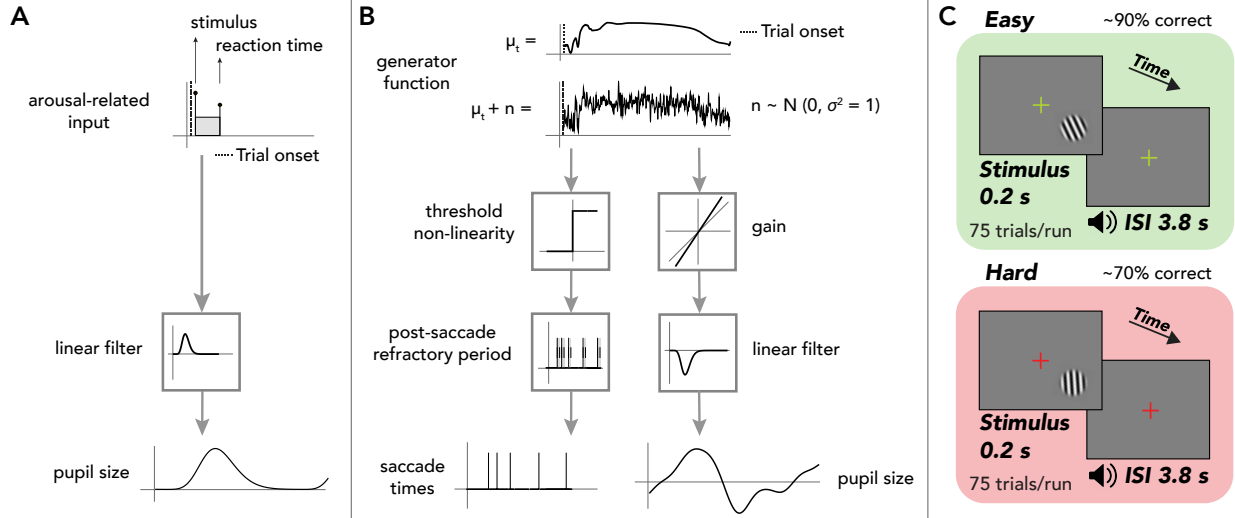 A
stimulus
reaction time
arousal-related
input
Trial onset
linear filter
pupil size
B
μt =
Trial onset
generator
function
μt + n =
n ~ N (0, σ² = 1)
threshold
non-linearity
gain
post-saccade
refractory period
linear filter
saccade
times
pupil size
C
Easy
~90% correct
Time
Stimulus
0.2 s
75 trials/run
ISI 3.8 s
Hard
~70% correct
Time
Stimulus
0.2 s
75 trials/run
ISI 3.8 s